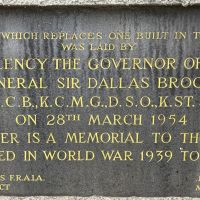 WHICH REPLACES ONE BUILT IN T
WAS LAID BY
LENCY THE GOVERNOR OF
NERAL SIR DALLAS BROO
.C.B., K.C.M.G., D.S.O., K.ST.
ON 28TH MARCH 1954
ER IS A MEMORIAL TO TH
ED IN WORLD WAR 1939 TO
S F.R.A.I.A.
CT